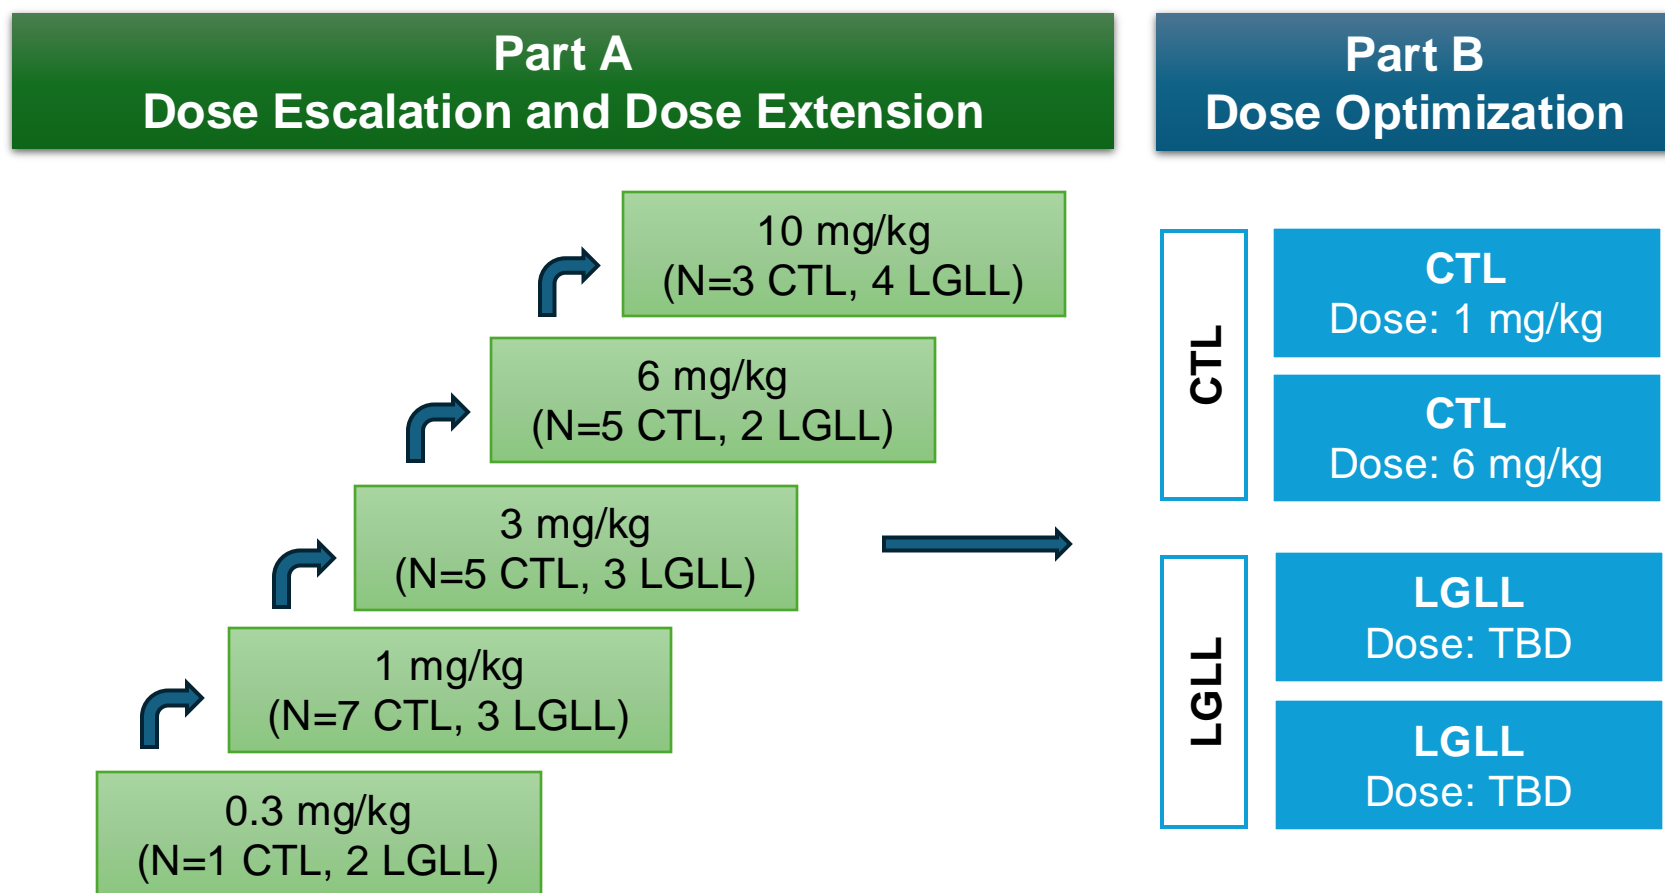 Part A
Dose Escalation and Dose Extension
Part B
Dose Optimization
10 mg/kg
(N=3 CTL, 4 LGLL)
6 mg/kg
(N=5 CTL, 2 LGLL)
3 mg/kg
(N=5 CTL, 3 LGLL)
1 mg/kg
(N=7 CTL, 3 LGLL)
0.3 mg/kg
(N=1 CTL, 2 LGLL)
CTL
CTL
Dose: 1 mg/kg
CTL
Dose: 6 mg/kg
LGLL
LGLL
Dose: TBD
LGLL
Dose: TBD